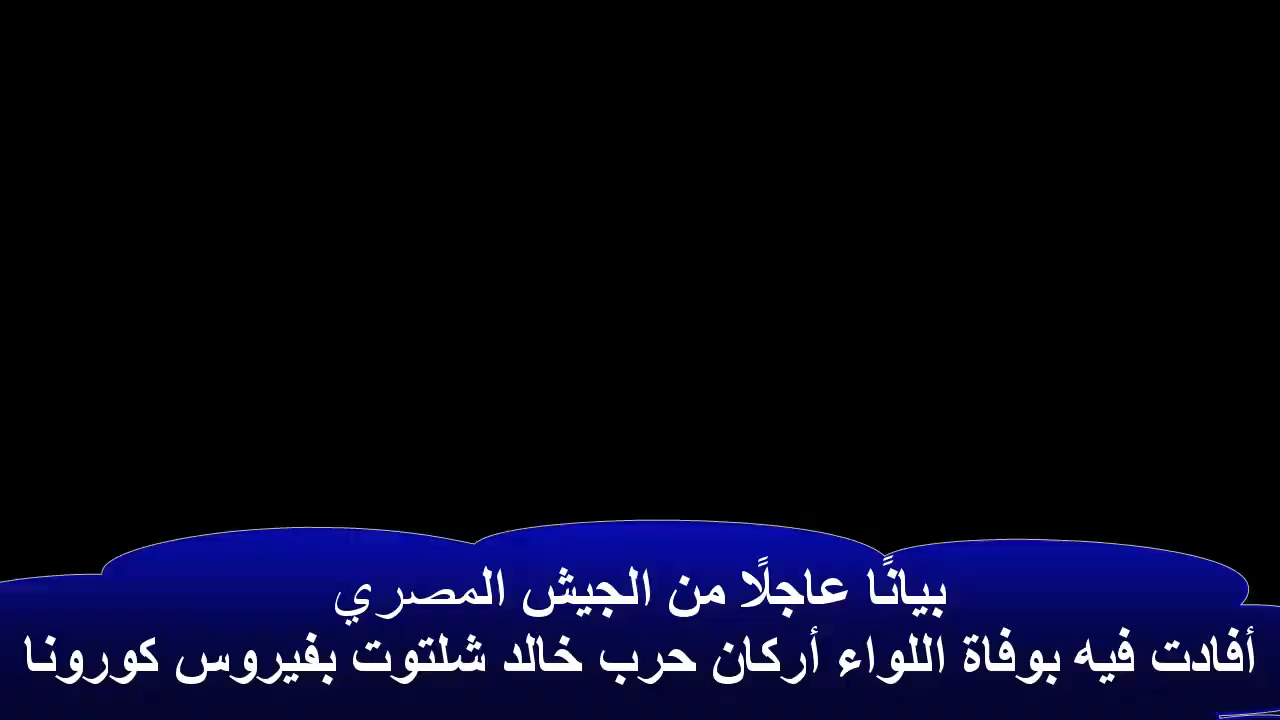 بيانًا عاجلًا من الجيش المصري
أفادت فيه بوفاة اللواء أركان حرب خالد شلتوت بفيروس كورونا